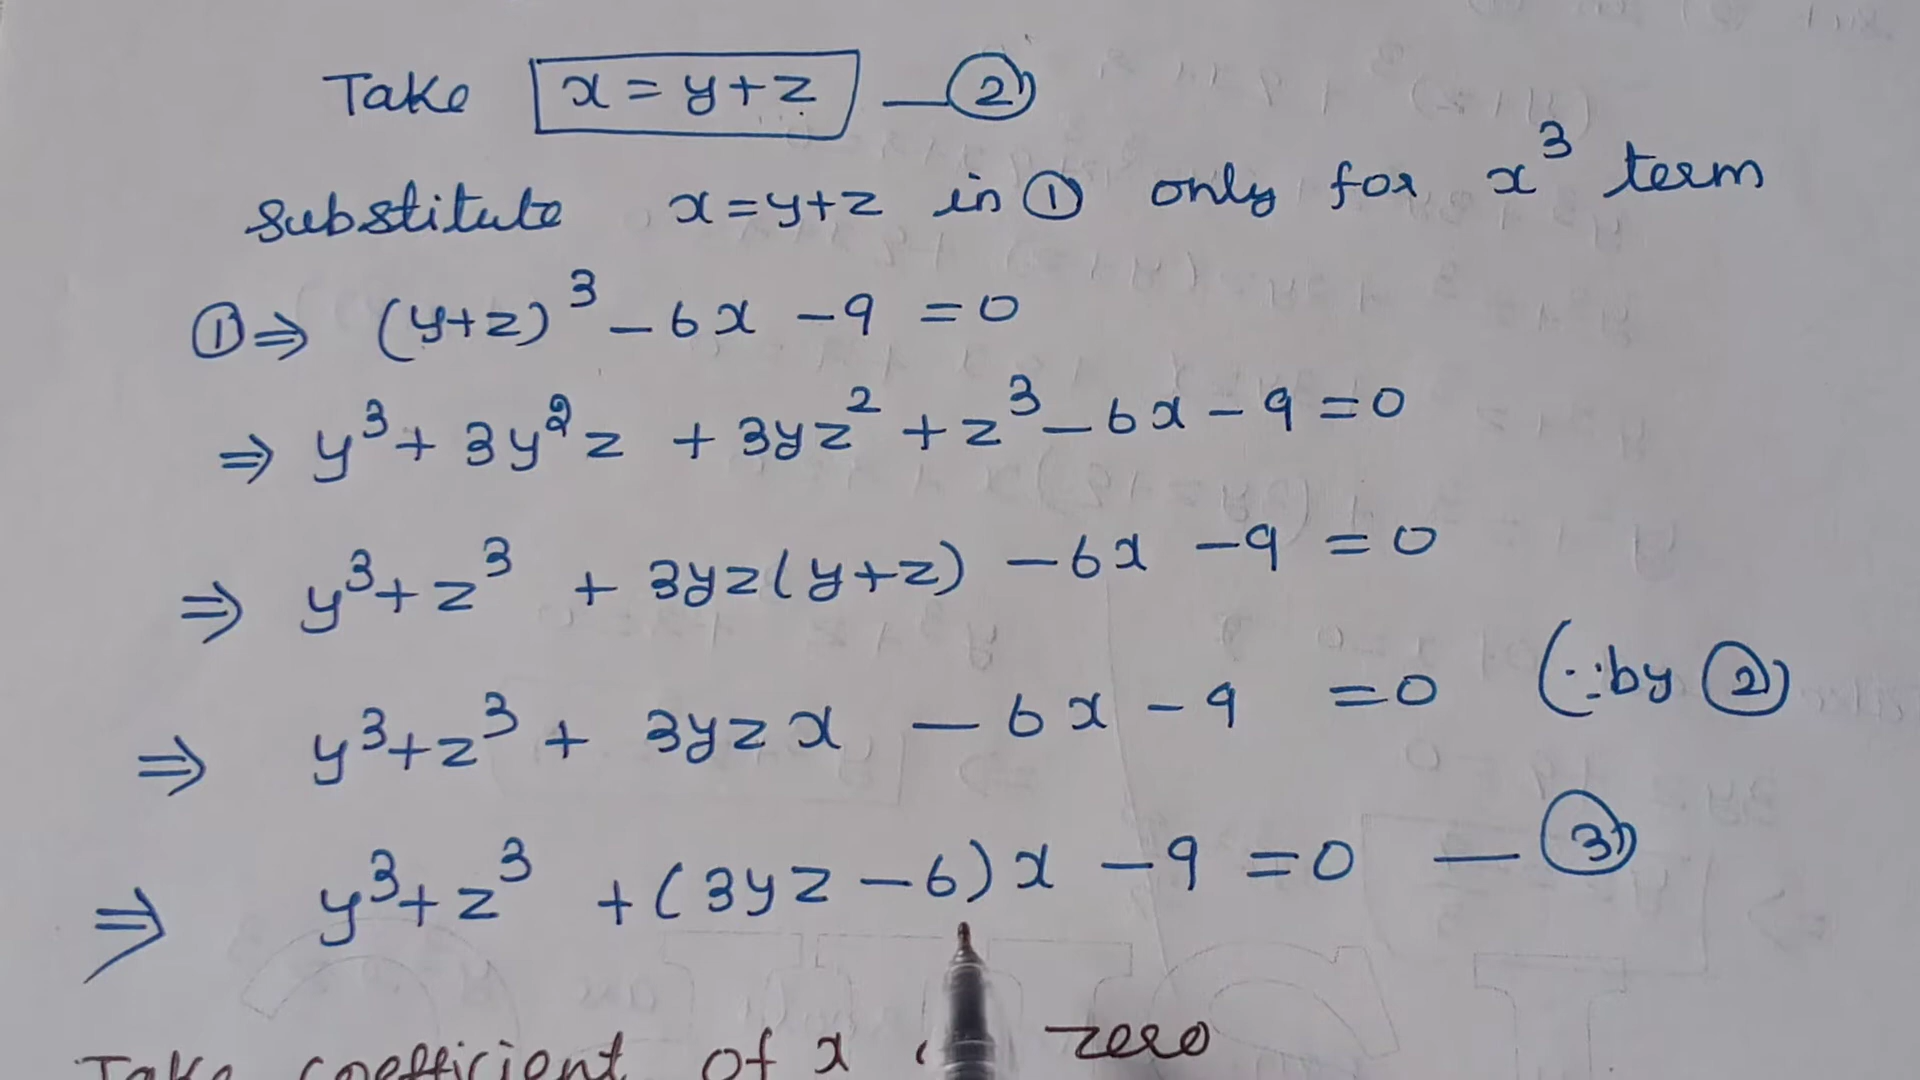 Take x = y+z —②
substitute x=y+z in ① only for x³ term
①⇒ (y+z)³ - 6x - 9 = 0
⇒ y³ + 3y²z + 3yz² + z³ - 6x - 9 = 0
⇒ y³+z³ + 3yz(y+z) - 6x - 9 = 0
⇒ y³+z³ + 3yzx - 6x - 9 = 0 (∵by ②)
⇒ y³+z³ + (3yz - 6)x - 9 = 0 — ③
Take coefficient of x zero